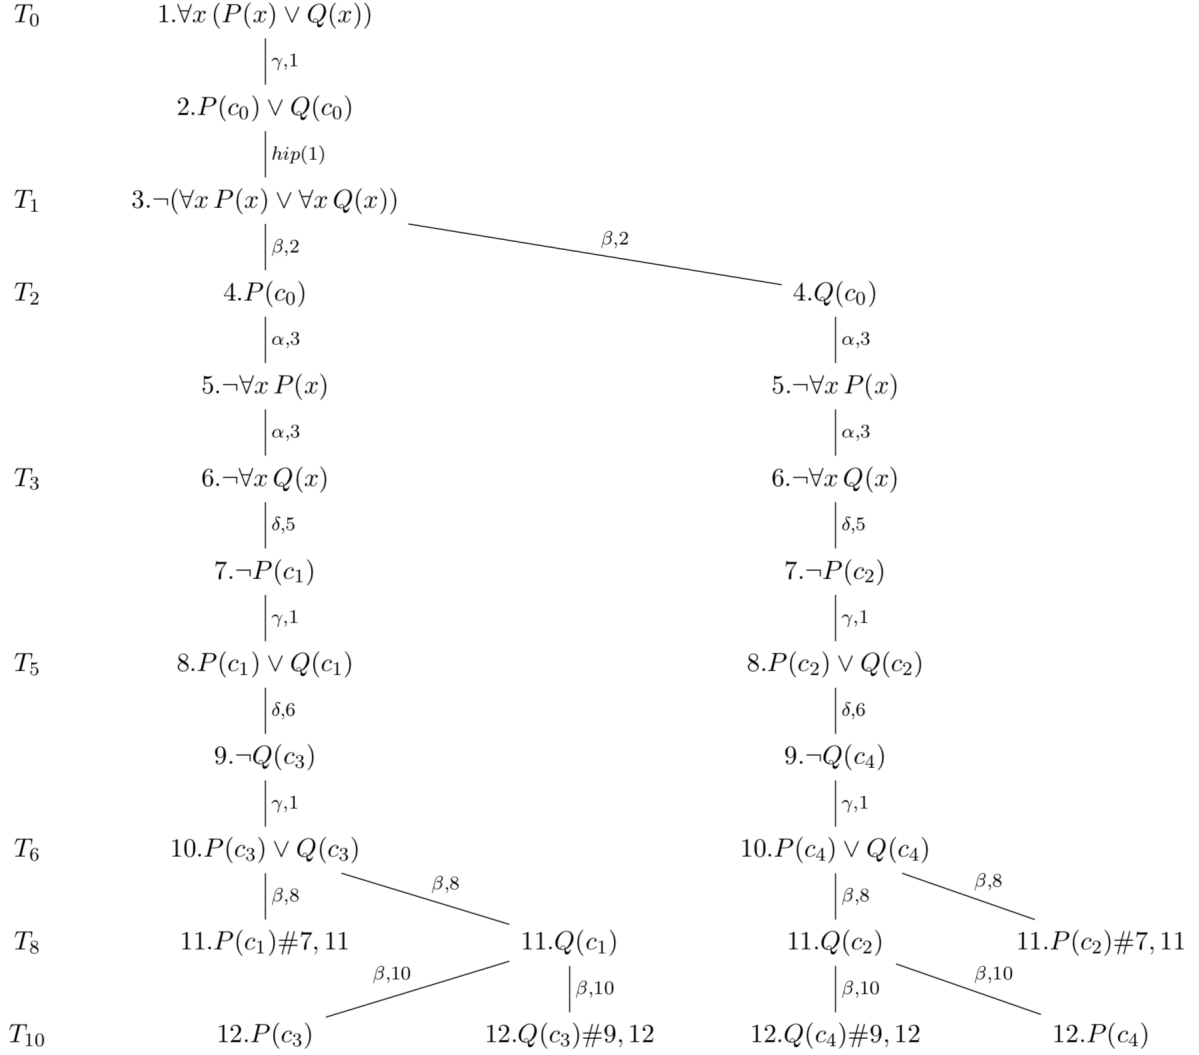 T₀ 1.∀x (P(x) ∨ Q(x))
γ,1
2.P(c₀) ∨ Q(c₀)
hip(1)
T₁ 3.¬(∀x P(x) ∨ ∀x Q(x))
β,2 β,2
T₂ 4.P(c₀) 4.Q(c₀)
α,3 α,3
5.¬∀x P(x) 5.¬∀x P(x)
α,3 α,3
T₃ 6.¬∀x Q(x) 6.¬∀x Q(x)
δ,5 δ,5
7.¬P(c₁) 7.¬P(c₂)
γ,1 γ,1
T₅ 8.P(c₁) ∨ Q(c₁) 8.P(c₂) ∨ Q(c₂)
δ,6 δ,6
9.¬Q(c₃) 9.¬Q(c₄)
γ,1 γ,1
T₆ 10.P(c₃) ∨ Q(c₃) 10.P(c₄) ∨ Q(c₄)
β,8 β,8 β,8 β,8
T₈ 11.P(c₁)#7, 11 11.Q(c₁) 11.Q(c₂) 11.P(c₂)#7, 11
β,10 β,10 β,10 β,10
T₁₀ 12.P(c₃) 12.Q(c₃)#9, 12 12.Q(c₄)#9, 12 12.P(c₄)